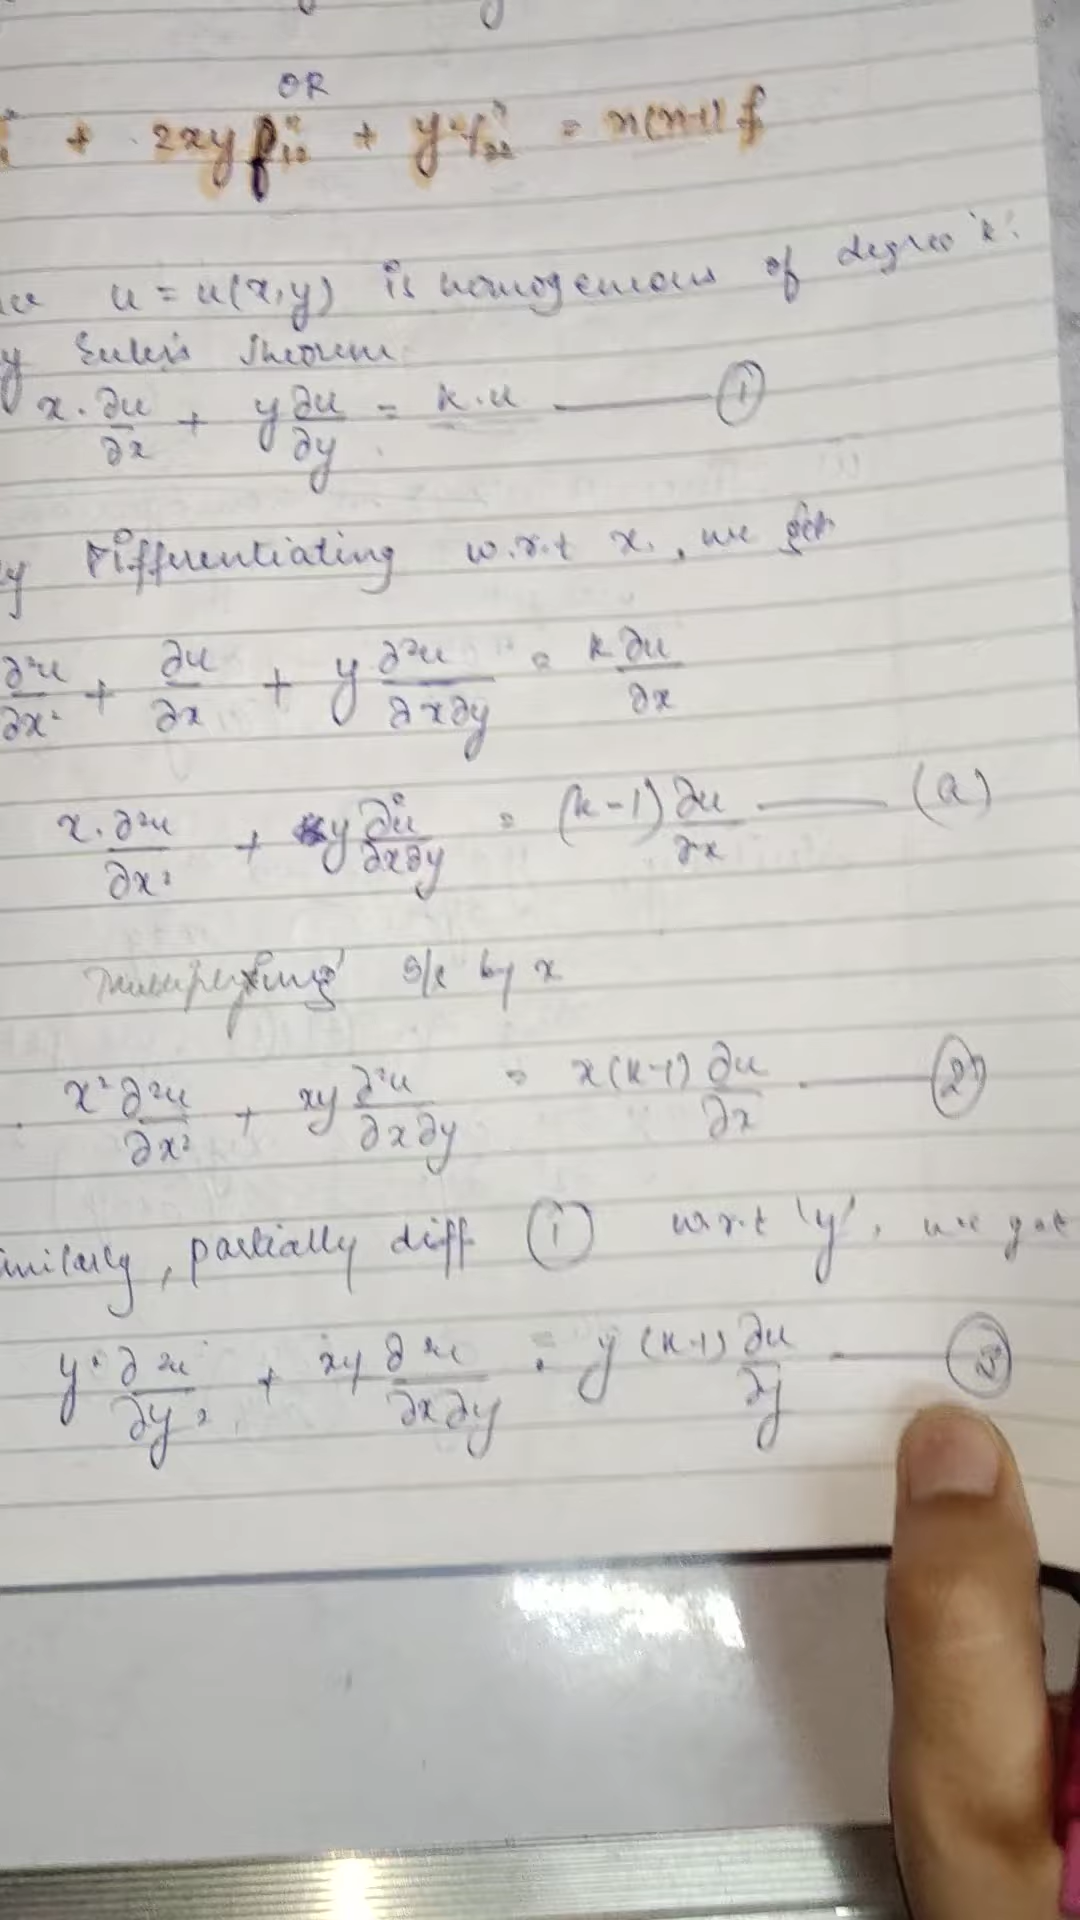 OR
+ 2xy f₁₂" + y² f₂₂" = n(n-1) f
u = u(x,y) is homogeneous of degree 'k'.
Euler's Theorem
x·∂u/∂x + y ∂u/∂y = k.u —— ①
Differentiating w.r.t x, we get
∂²u/∂x² + ∂u/∂x + y ∂²u/∂x∂y = k ∂u/∂x
x·∂²u/∂x² + y ∂²u/∂x∂y = (k-1) ∂u/∂x —— (a)
Multiplying B/S by x
x² ∂²u/∂x² + xy ∂²u/∂x∂y = x(k-1) ∂u/∂x —— ②
partially diff ① w.r.t 'y', we get
y² ∂²u/∂y² + xy ∂²u/∂x∂y = y (k-1) ∂u/∂y —— ③